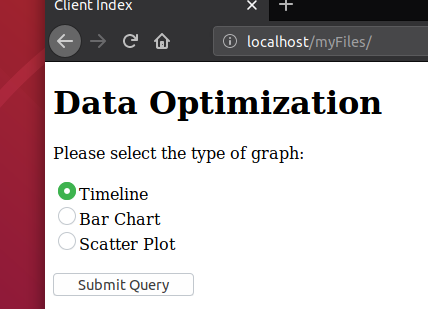 Client Index
localhost/myFiles/
Data Optimization
Please select the type of graph:
Timeline
Bar Chart
Scatter Plot
Submit Query